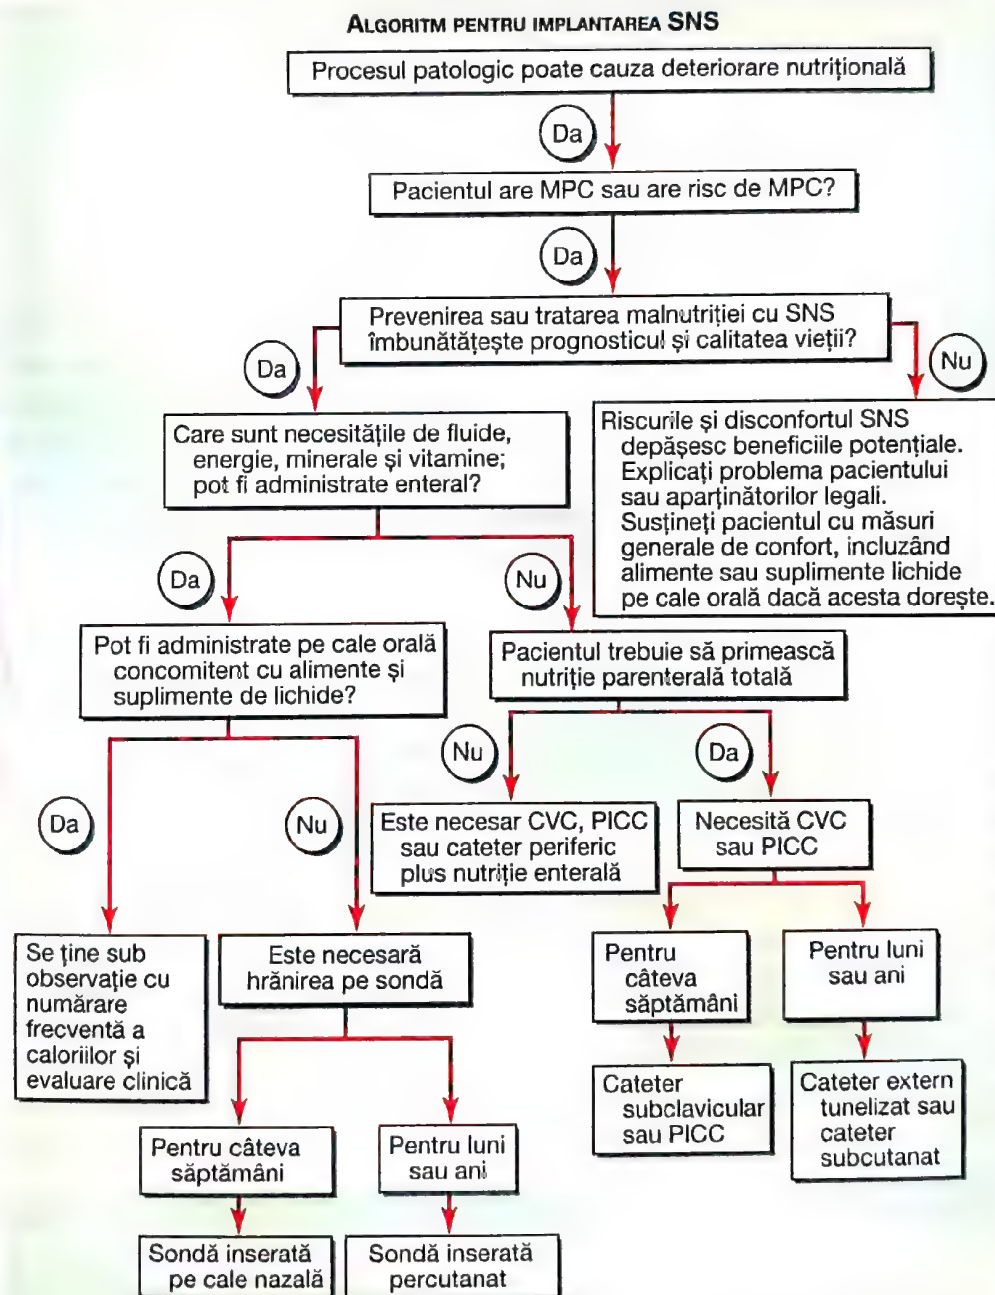 ALGORITM PENTRU IMPLANTAREA SNS
Procesul patologic poate cauza deteriorare nutrițională
Da
Pacientul are MPC sau are risc de MPC?
Da
Prevenirea sau tratarea malnutriției cu SNS
îmbunătățește prognosticul și calitatea vieții?
Da
Nu
Care sunt necesitățile de fluide,
energie, minerale și vitamine;
pot fi administrate enteral?
Riscurile și disconfortul SNS
depășesc beneficiile potențiale.
Explicați problema pacientului
sau aparținătorilor legali.
Susțineți pacientul cu măsuri
generale de confort, incluzând
alimente sau suplimente lichide
pe cale orală dacă acesta dorește.
Da
Nu
Pot fi administrate pe cale orală
concomitent cu alimente și
suplimente de lichide?
Pacientul trebuie să primească
nutriție parenterală totală
Da
Nu
Nu
Da
Este necesar CVC, PICC
sau cateter periferic
plus nutriție enterală
Necesită CVC
sau PICC
Se ține sub
observație cu
numărare
frecventă a
caloriilor și
evaluare clinică
Este necesară
hrănirea pe sondă
Pentru
câteva
săptămâni
Pentru luni
sau ani
Cateter
subclavicular
sau PICC
Cateter extern
tunelizat sau
cateter
subcutanat
Pentru câteva
săptămâni
Pentru luni
sau ani
Sondă inserată
pe cale nazală
Sondă inserată
percutanat